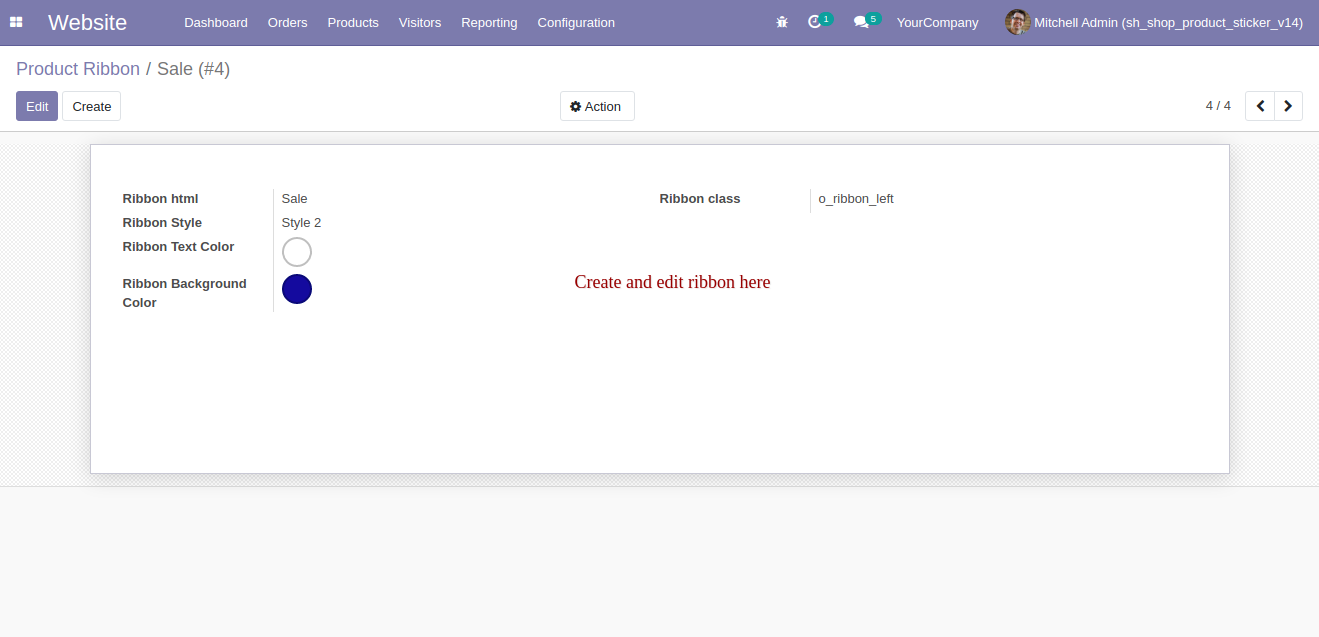 Website Dashboard Orders Products Visitors Reporting Configuration 1 5 YourCompany Mitchell Admin (sh_shop_product_sticker_v14)
Product Ribbon / Sale (#4)
Edit Create Action 4 / 4
Ribbon html Sale Ribbon class o_ribbon_left
Ribbon Style Style 2
Ribbon Text Color
Ribbon Background
Color
Create and edit ribbon here